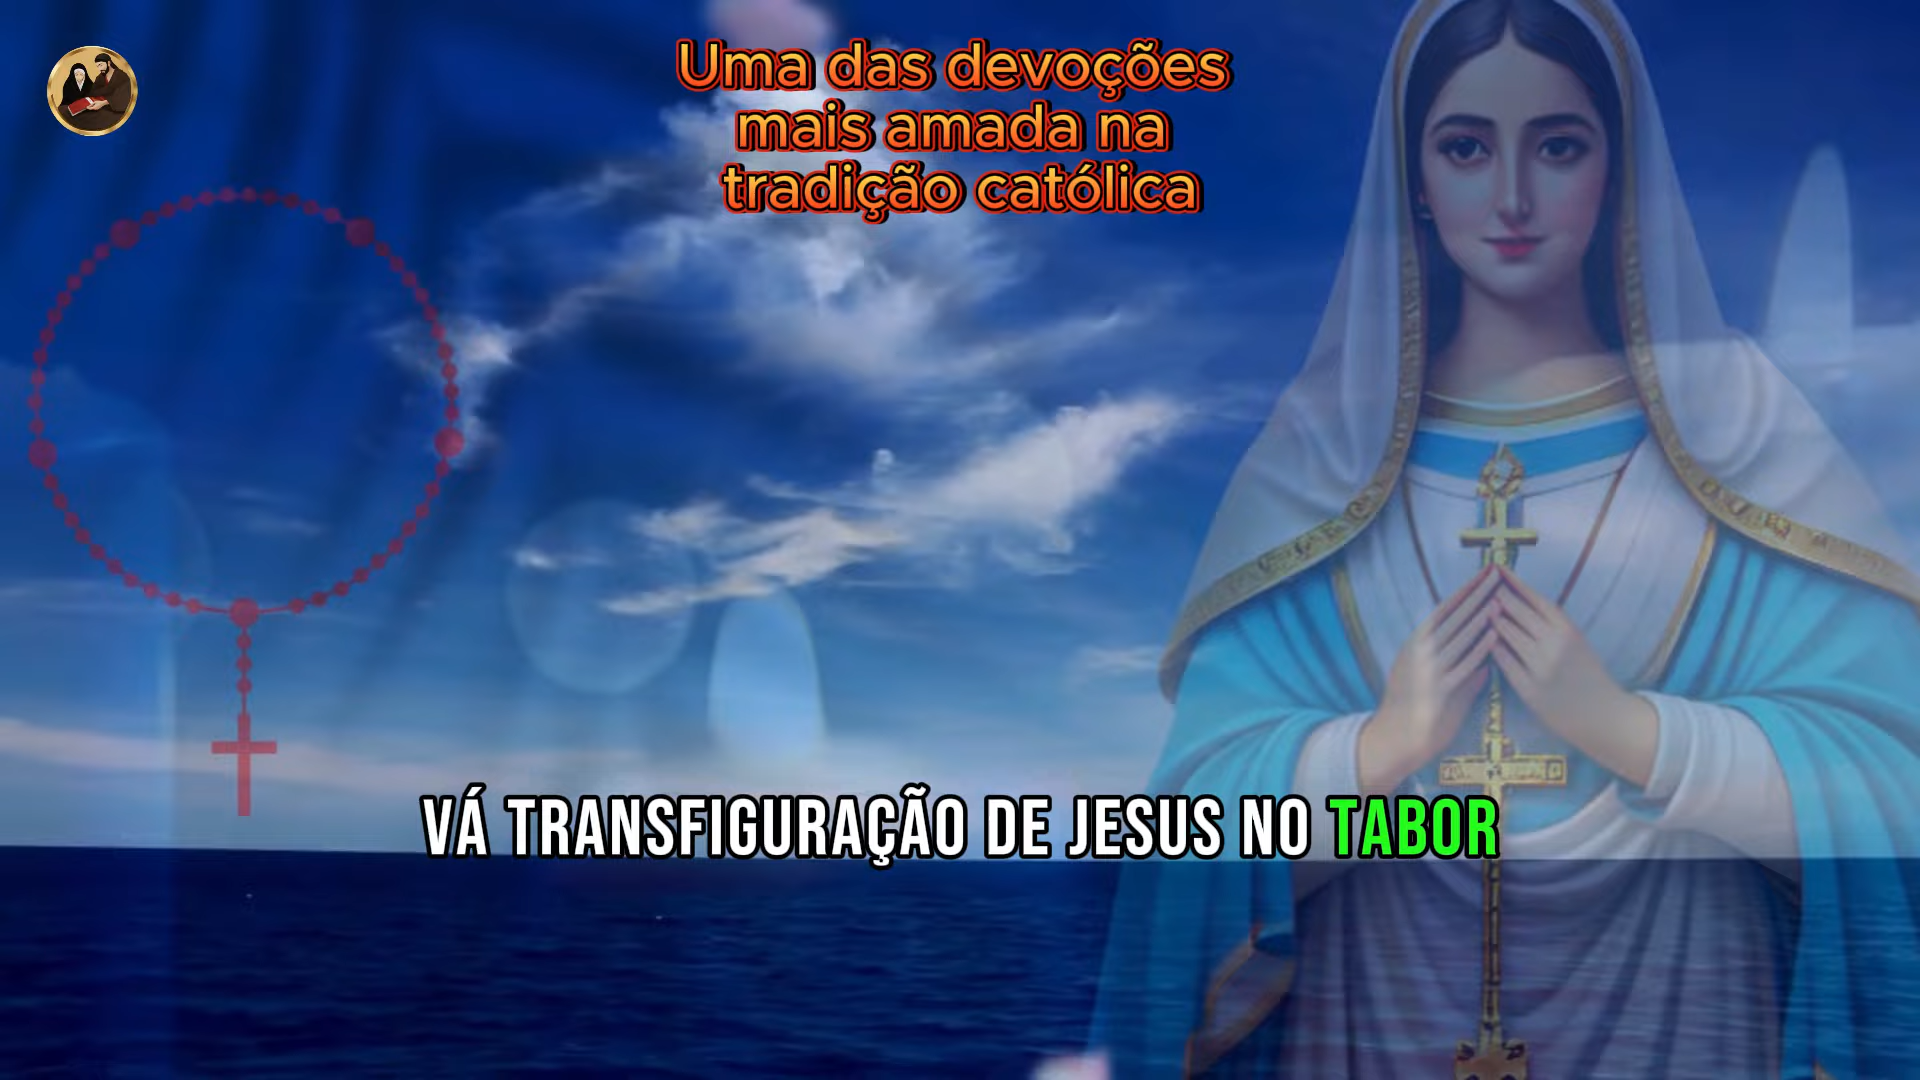 Uma das devoções
mais amada na
tradição católica
VÁ TRANSFIGURAÇÃO DE JESUS NO TABOR